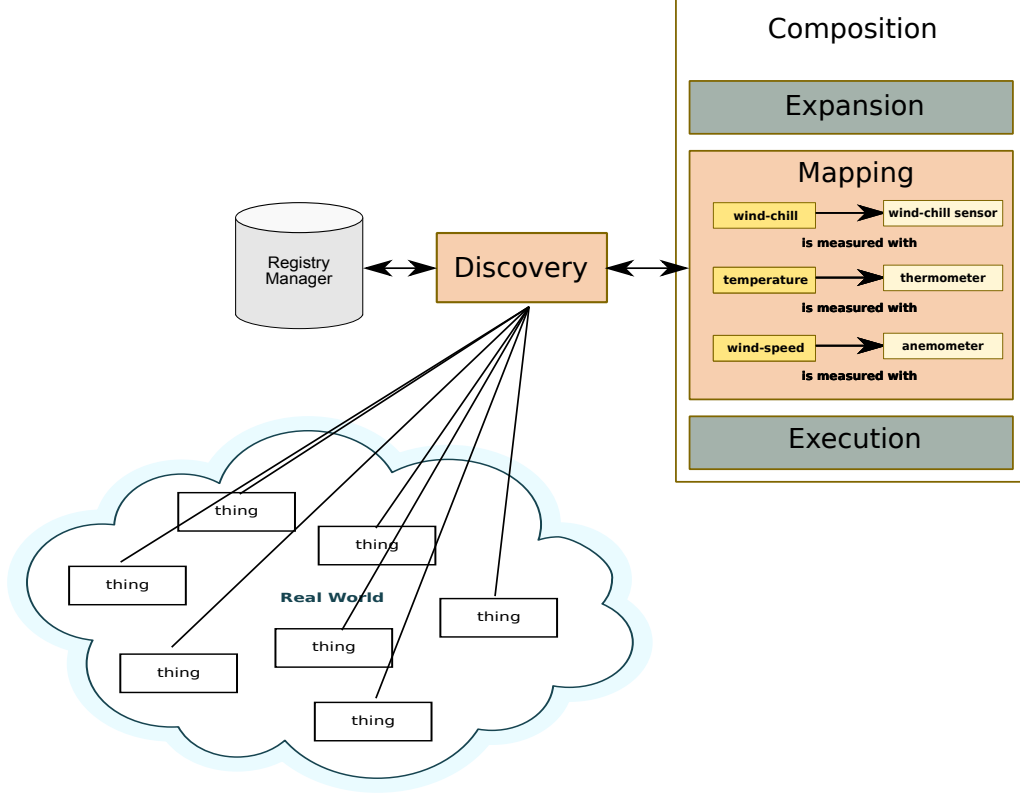 Composition
Expansion
Mapping
wind-chill
wind-chill sensor
is measured with
temperature
thermometer
is measured with
wind-speed
anemometer
is measured with
Execution
Registry
Manager
Discovery
thing
thing
thing
Real World
thing
thing
thing
thing